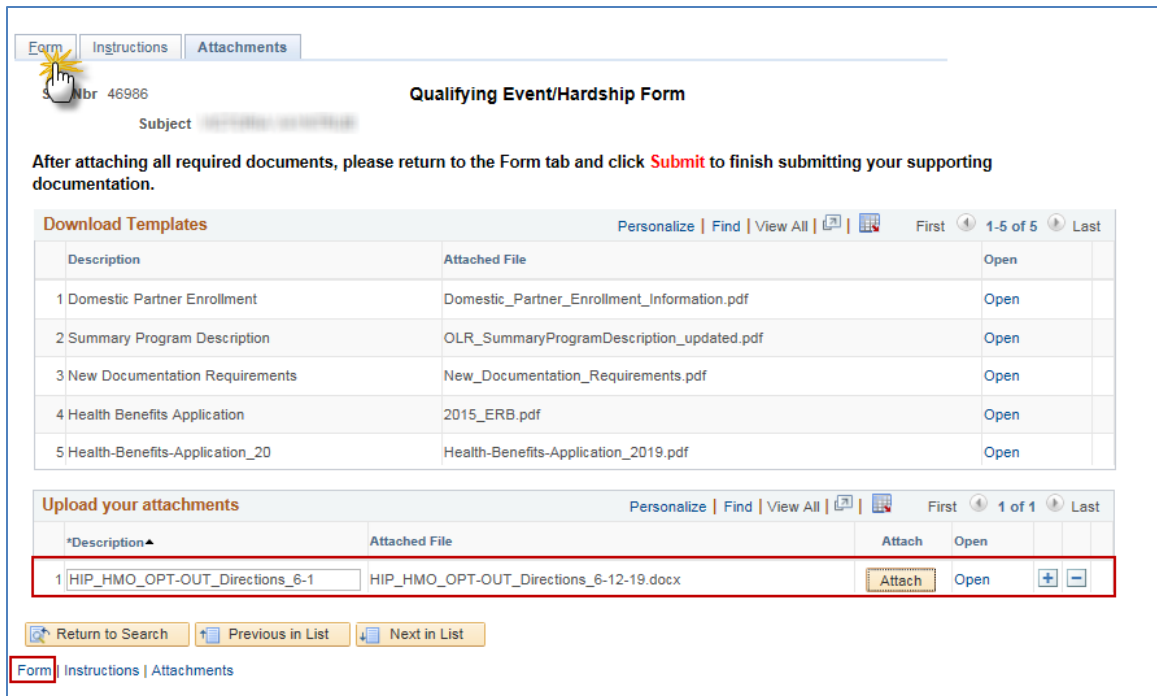 Form Instructions Attachments
Nbr 46986 Qualifying Event/Hardship Form
Subject
After attaching all required documents, please return to the Form tab and click Submit to finish submitting your supporting
documentation.
Download Templates Personalize | Find | View All | | First 1-5 of 5 Last
Description Attached File Open
1 Domestic Partner Enrollment Domestic_Partner_Enrollment_Information.pdf Open
2 Summary Program Description OLR_SummaryProgramDescription_updated.pdf Open
3 New Documentation Requirements New_Documentation_Requirements.pdf Open
4 Health Benefits Application 2015_ERB.pdf Open
5 Health-Benefits-Application_20 Health-Benefits-Application_2019.pdf Open
Upload your attachments Personalize | Find | View All | | First 1 of 1 Last
*Description Attached File Attach Open
1 HIP_HMO_OPT-OUT_Directions_6-1 HIP_HMO_OPT-OUT_Directions_6-12-19.docx Attach Open + -
Return to Search Previous in List Next in List
Form | Instructions | Attachments